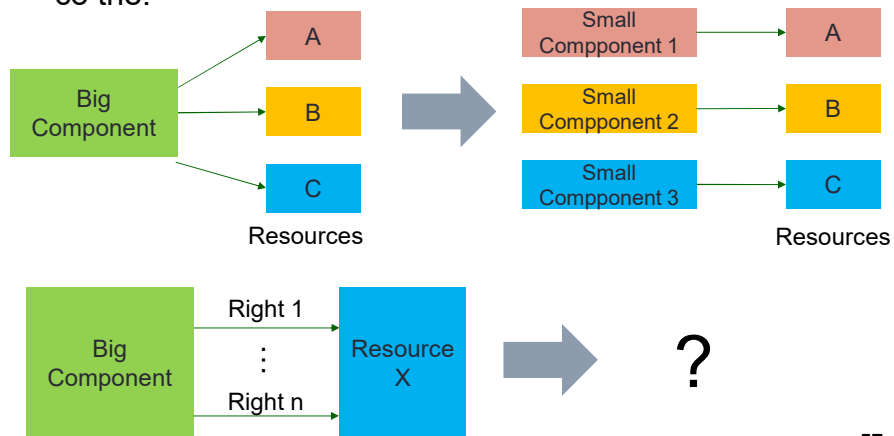 A
Big
Component
B
C
Resources
Small
Compponent 1
A
Small
Compponent 2
B
Small
Compponent 3
C
Resources
Big
Component
Right 1
⋮
Right n
Resource
X
?